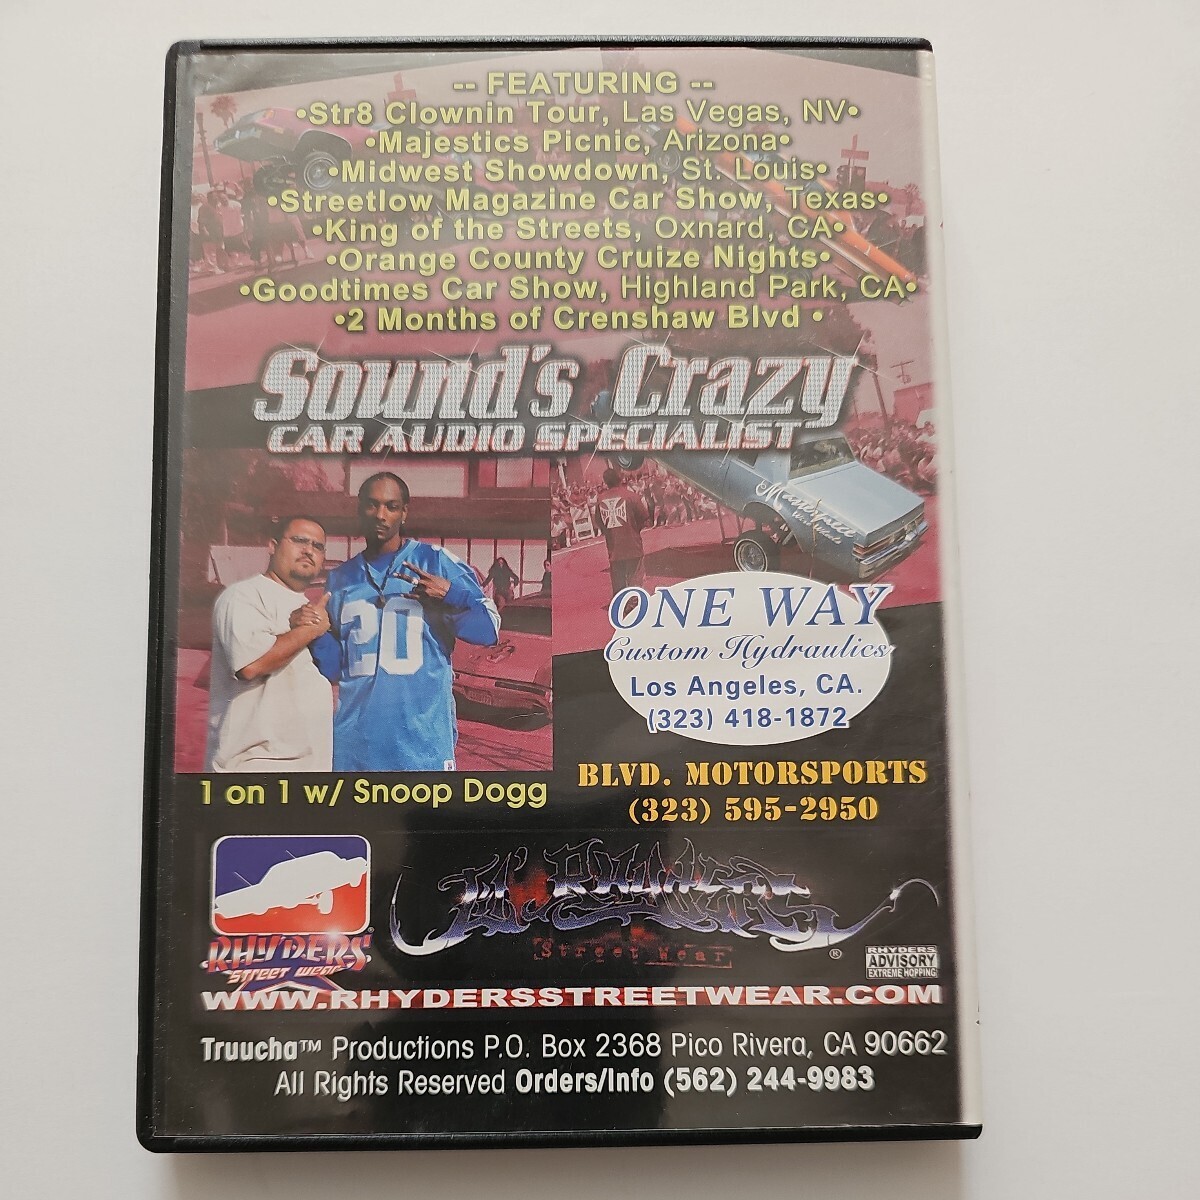 -- FEATURING --
•Str8 Clownin Tour, Las Vegas, NV•
•Majestics Picnic, Arizona•
•Midwest Showdown, St. Louis•
•Streetlow Magazine Car Show, Texas•
•King of the Streets, Oxnard, CA•
•Orange County Cruize Nights•
•Goodtimes Car Show, Highland Park, CA•
•2 Months of Crenshaw Blvd •
Sound's Crazy
CAR AUDIO SPECIALIST
20
1 on 1 w/ Snoop Dogg
ONE WAY
Custom Hydraulics
Los Angeles, CA.
(323) 418-1872
BLVD. MOTORSPORTS
(323) 595-2950
RHYDERS®
STREET WEAR
Street Wear
®
RHYDERS
ADVISORY
EXTREME HOPPING
WWW.RHYDERSSTREETWEAR.COM
Truucha™ Productions P.O. Box 2368 Pico Rivera, CA 90662
All Rights Reserved Orders/Info (562) 244-9983